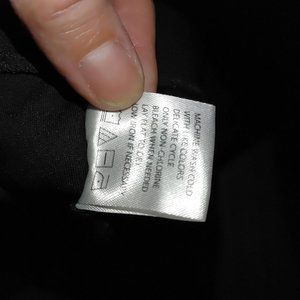 MACHINE WASH COLD
WITH LIKE COLORS
DELICATE CYCLE
ONLY NON-CHLORINE
BLEACH WHEN NEEDED
LAY FLAT TO DRY
LOW IRON IF NECESSARY